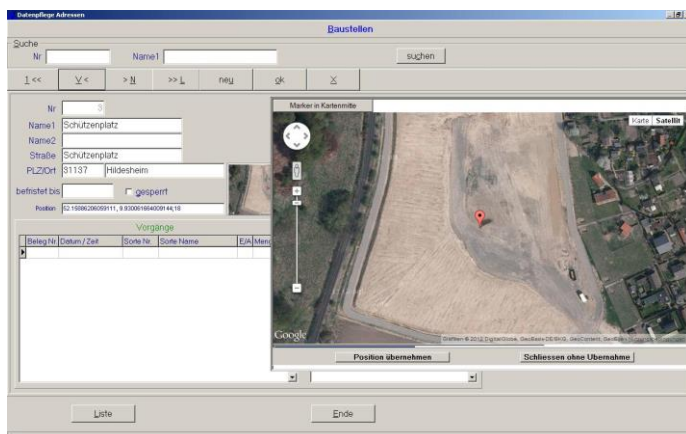 Datenpflege Adressen
Baustellen
Suche
Nr Name1 suchen
1 << V < > N >> L neu ok X
Nr 3
Name1 Schützenplatz
Name2
Straße Schützenplatz
PLZ/Ort 31137 Hildesheim
befristet bis gesperrt
Position
Vorgänge
Beleg Nr Datum / Zeit Sorte Nr. Sorte Name E/A
Marker in Kartenmitte
Karte Satellit
Google
Position übernehmen Schliessen ohne Übernahme
Liste Ende